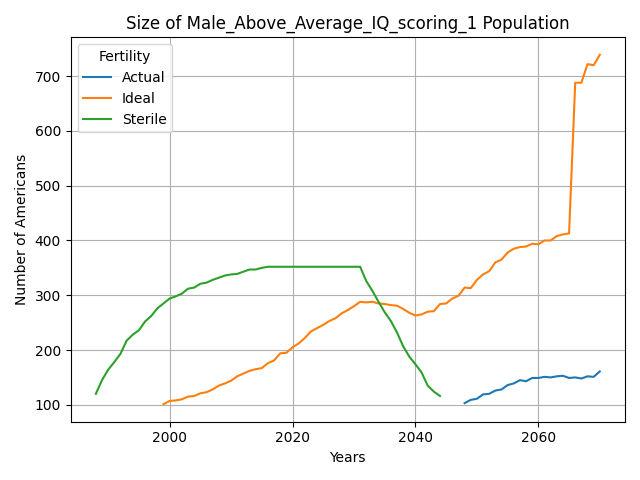 Size of Male_Above_Average_IQ_scoring_1 Population
Fertility
Actual
Ideal
Sterile
Number of Americans
700
600
500
400
300
200
100
2000
2020
2040
2060
Years